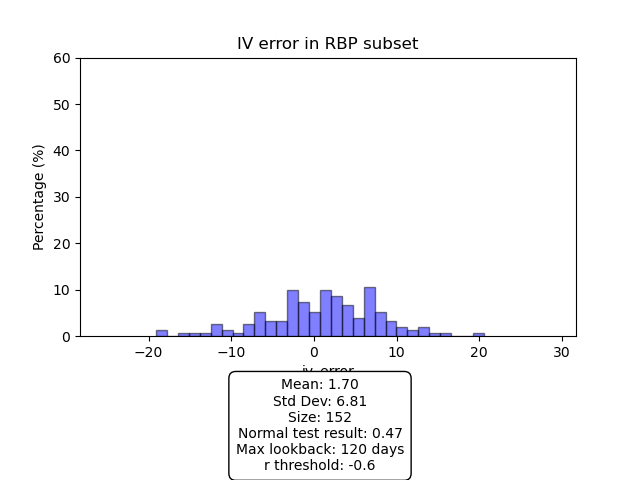 IV error in RBP subset
60
50
40
30
20
10
0
Percentage (%)
−20
−10
0
10
20
30
iv_error
Mean: 1.70
Std Dev: 6.81
Size: 152
Normal test result: 0.47
Max lookback: 120 days
r threshold: -0.6